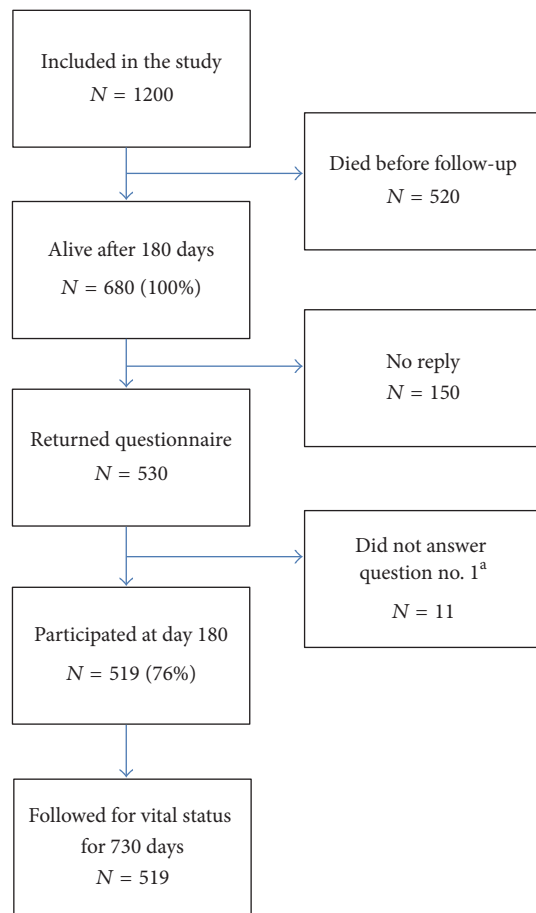 Included in the study
N = 1200
Died before follow-up
N = 520
Alive after 180 days
N = 680 (100%)
No reply
N = 150
Returned questionnaire
N = 530
Did not answer
question no. 1ᵃ
N = 11
Participated at day 180
N = 519 (76%)
Followed for vital status
for 730 days
N = 519